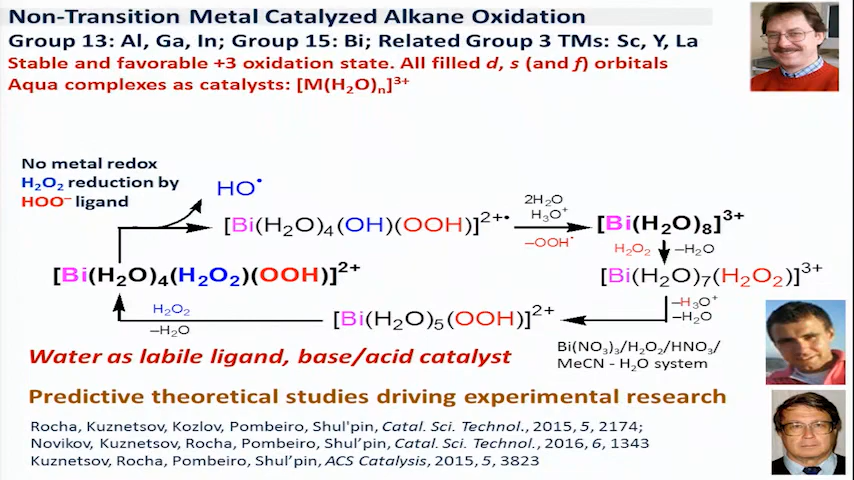 Non-Transition Metal Catalyzed Alkane Oxidation
Group 13: Al, Ga, In; Group 15: Bi; Related Group 3 TMs: Sc, Y, La
Stable and favorable +3 oxidation state. All filled d, s (and f) orbitals
Aqua complexes as catalysts: [M(H₂O)ₙ]³⁺
No metal redox
H₂O₂ reduction by
HOO⁻ ligand
HO•
[Bi(H₂O)₄(OH)(OOH)]²⁺•
2H₂O
H₃O⁺
−OOH•
[Bi(H₂O)₈]³⁺
H₂O₂
−H₂O
[Bi(H₂O)₄(H₂O₂)(OOH)]²⁺
[Bi(H₂O)₇(H₂O₂)]³⁺
H₂O₂
−H₂O
[Bi(H₂O)₅(OOH)]²⁺
−H₃O⁺
−H₂O
Water as labile ligand, base/acid catalyst
Bi(NO₃)₃/H₂O₂/HNO₃/
MeCN - H₂O system
Predictive theoretical studies driving experimental research
Rocha, Kuznetsov, Kozlov, Pombeiro, Shul'pin, Catal. Sci. Technol., 2015, 5, 2174;
Novikov, Kuznetsov, Rocha, Pombeiro, Shul’pin, Catal. Sci. Technol., 2016, 6, 1343
Kuznetsov, Rocha, Pombeiro, Shul’pin, ACS Catalysis, 2015, 5, 3823